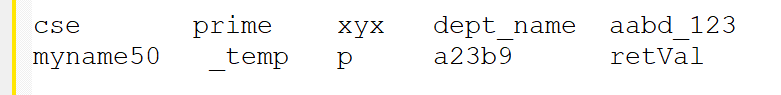 cse prime xyx dept_name aabd_123
myname50 _temp p a23b9 retVal